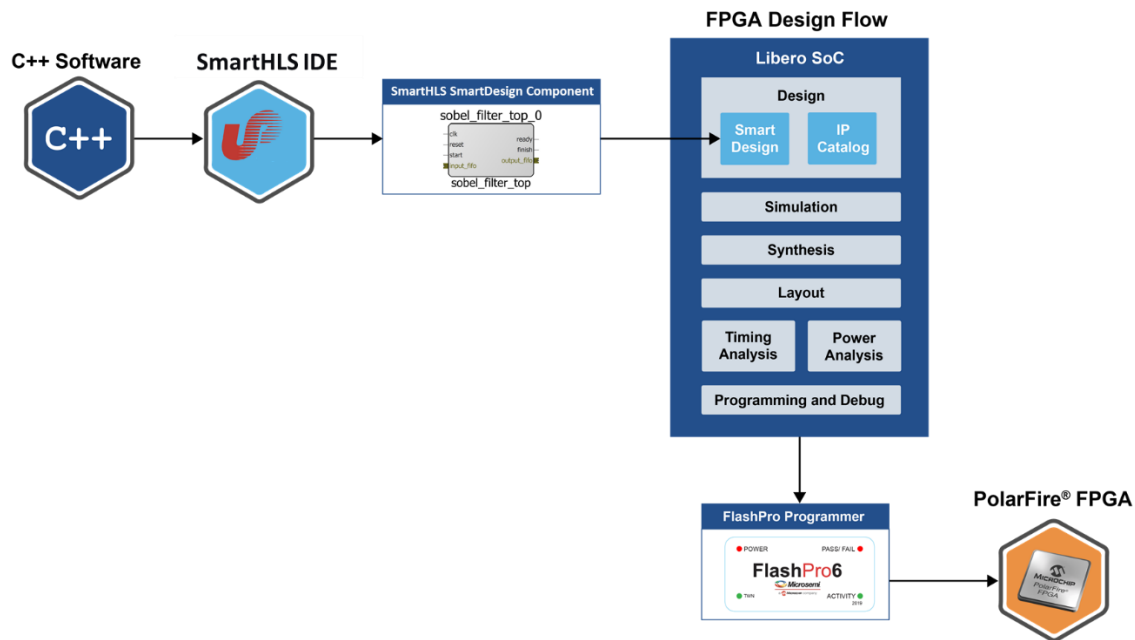 FPGA Design Flow
C++ Software
SmartHLS IDE
C++
SmartHLS SmartDesign Component
sobel_filter_top_0
clk
reset
start
input_fifo
ready
finish
output_fifo
sobel_filter_top
Libero SoC
Design
Smart
Design
IP
Catalog
Simulation
Synthesis
Layout
Timing
Analysis
Power
Analysis
Programming and Debug
FlashPro Programmer
POWER
PASS/ FAIL
FlashPro6
Microsemi
ACTIVITY
2019
PolarFire® FPGA
MICROCHIP
PolarFire®
FPGA